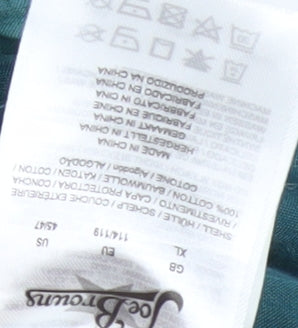 Joe Browns
GB EU US
XL 114/119 45/47
SHELL / HÜLLE / SCHELP / COUCHE EXTÉRIEURE
/ RIVESTIMENTO / CAPA PROTECTORA / CONCHA
100% COTTON / BAUMWOLLE / KATOEN / COTON /
COTONE / Algodón / ALGODÃO
MADE IN CHINA
HERGESTELLT IN CHINA
GEMAAKT IN CHINA
FABRIQUÉ EN CHINE
FABBRICATO IN CHINA
FABRICADO EN CHINA
PRODUZIDO NA CHINA